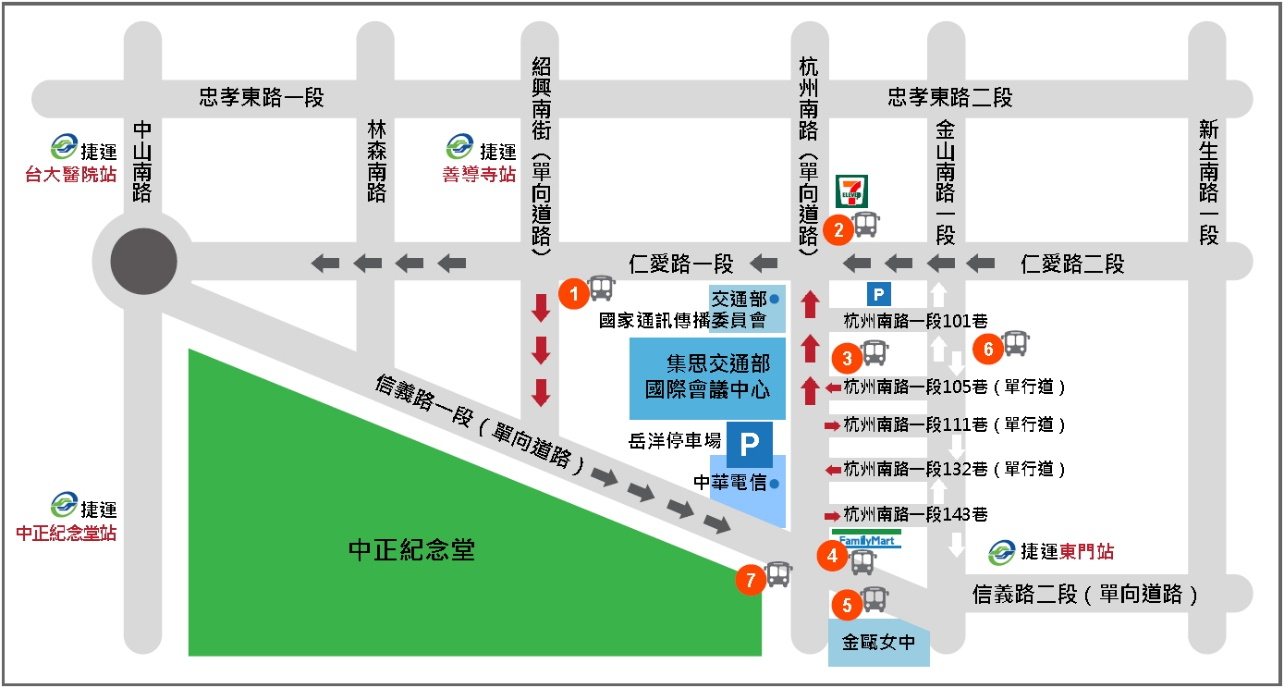 忠孝東路一段
忠孝東路二段
中山南路
林森南路
紹興南街（單向道路）
杭州南路（單向道路）
金山南路一段
新生南路一段
捷運
台大醫院站
捷運
善導寺站
7
ELEVEN
2
仁愛路一段
仁愛路二段
1
交通部
國家通訊傳播委員會
P
杭州南路一段101巷
3
6
集思交通部
國際會議中心
杭州南路一段105巷（單行道）
信義路一段（單向道路）
杭州南路一段111巷（單行道）
岳洋停車場
P
杭州南路一段132巷（單行道）
中華電信
杭州南路一段143巷
捷運
中正紀念堂站
中正紀念堂
FamilyMart
4
捷運東門站
7
5
信義路二段（單向道路）
金甌女中